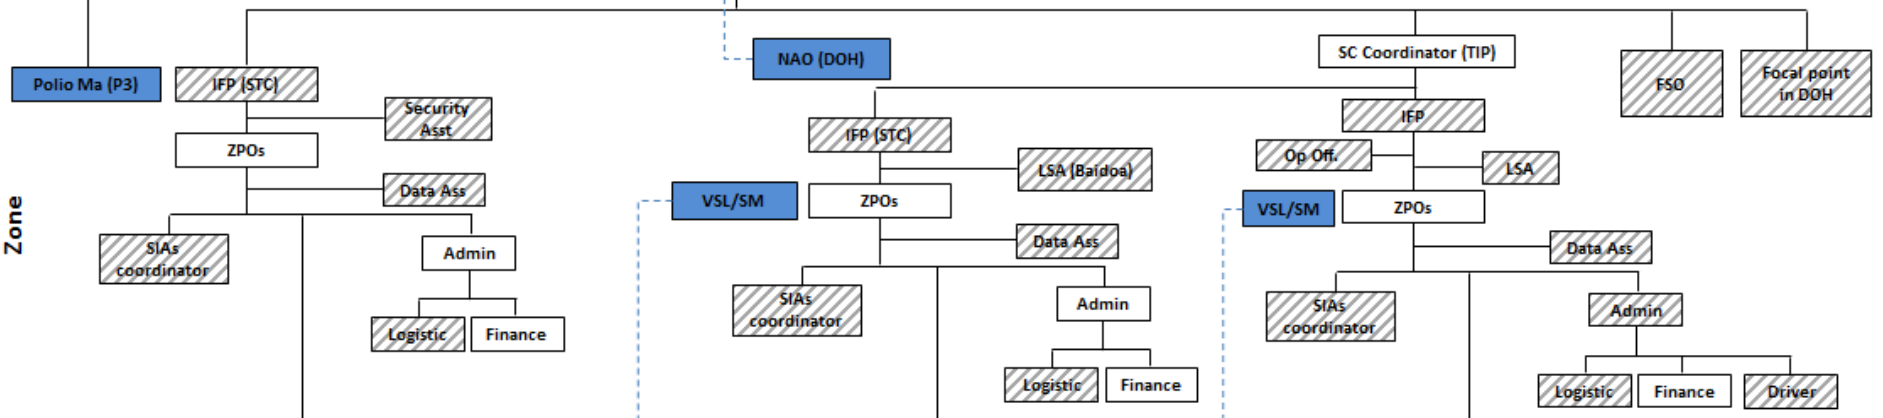 Zone
Polio Ma (P3)
IFP (STC)
Security
Asst
ZPOs
Data Ass
SIAs
coordinator
Admin
Logistic
Finance
NAO (DOH)
SC Coordinator (TIP)
IFP (STC)
LSA (Baidoa)
VSL/SM
ZPOs
Data Ass
SIAs
coordinator
Admin
Logistic
Finance
IFP
Op Off.
LSA
VSL/SM
ZPOs
Data Ass
SIAs
coordinator
Admin
Logistic
Finance
Driver
FSO
Focal point
in DOH